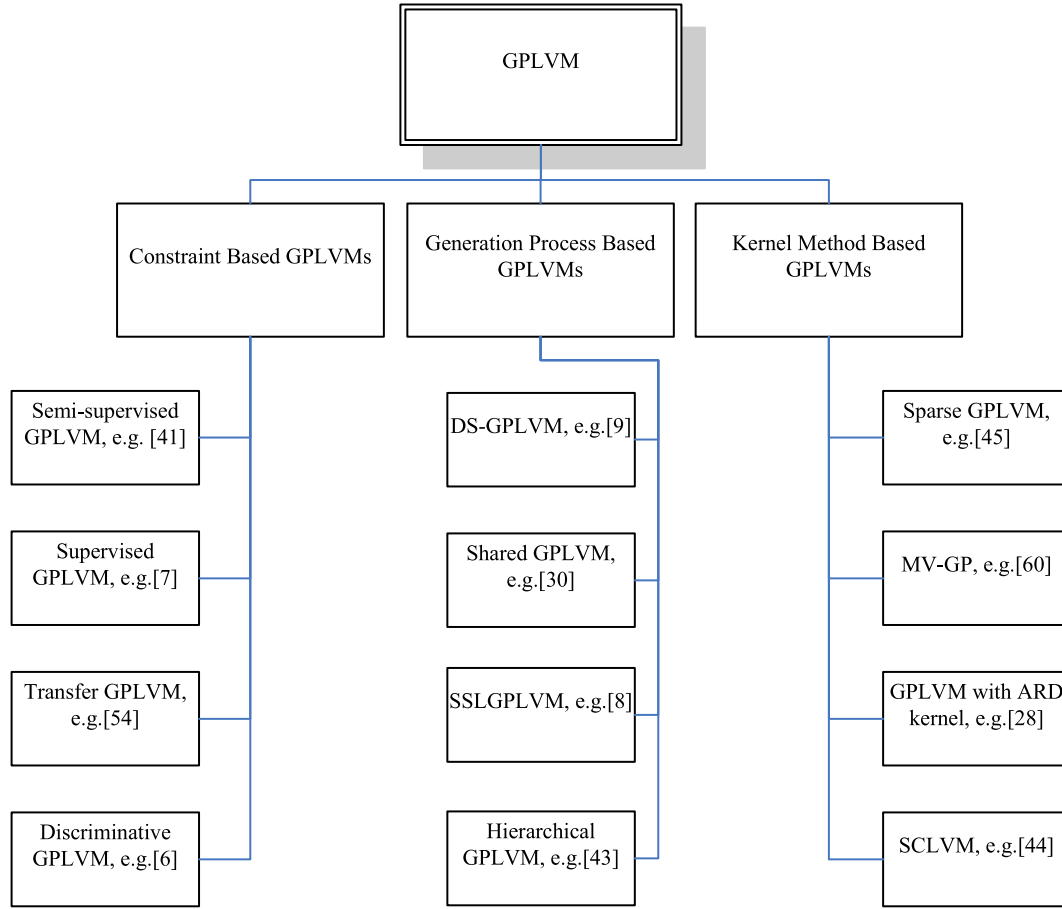 GPLVM
Constraint Based GPLVMs
Generation Process Based
GPLVMs
Kernel Method Based
GPLVMs
Semi-supervised
GPLVM, e.g. [41]
Supervised
GPLVM, e.g.[7]
Transfer GPLVM,
e.g.[54]
Discriminative
GPLVM, e.g.[6]
DS-GPLVM, e.g.[9]
Shared GPLVM,
e.g.[30]
SSLGPLVM, e.g.[8]
Hierarchical
GPLVM, e.g.[43]
Sparse GPLVM,
e.g.[45]
MV-GP, e.g.[60]
GPLVM with ARD
kernel, e.g.[28]
SCLVM, e.g.[44]